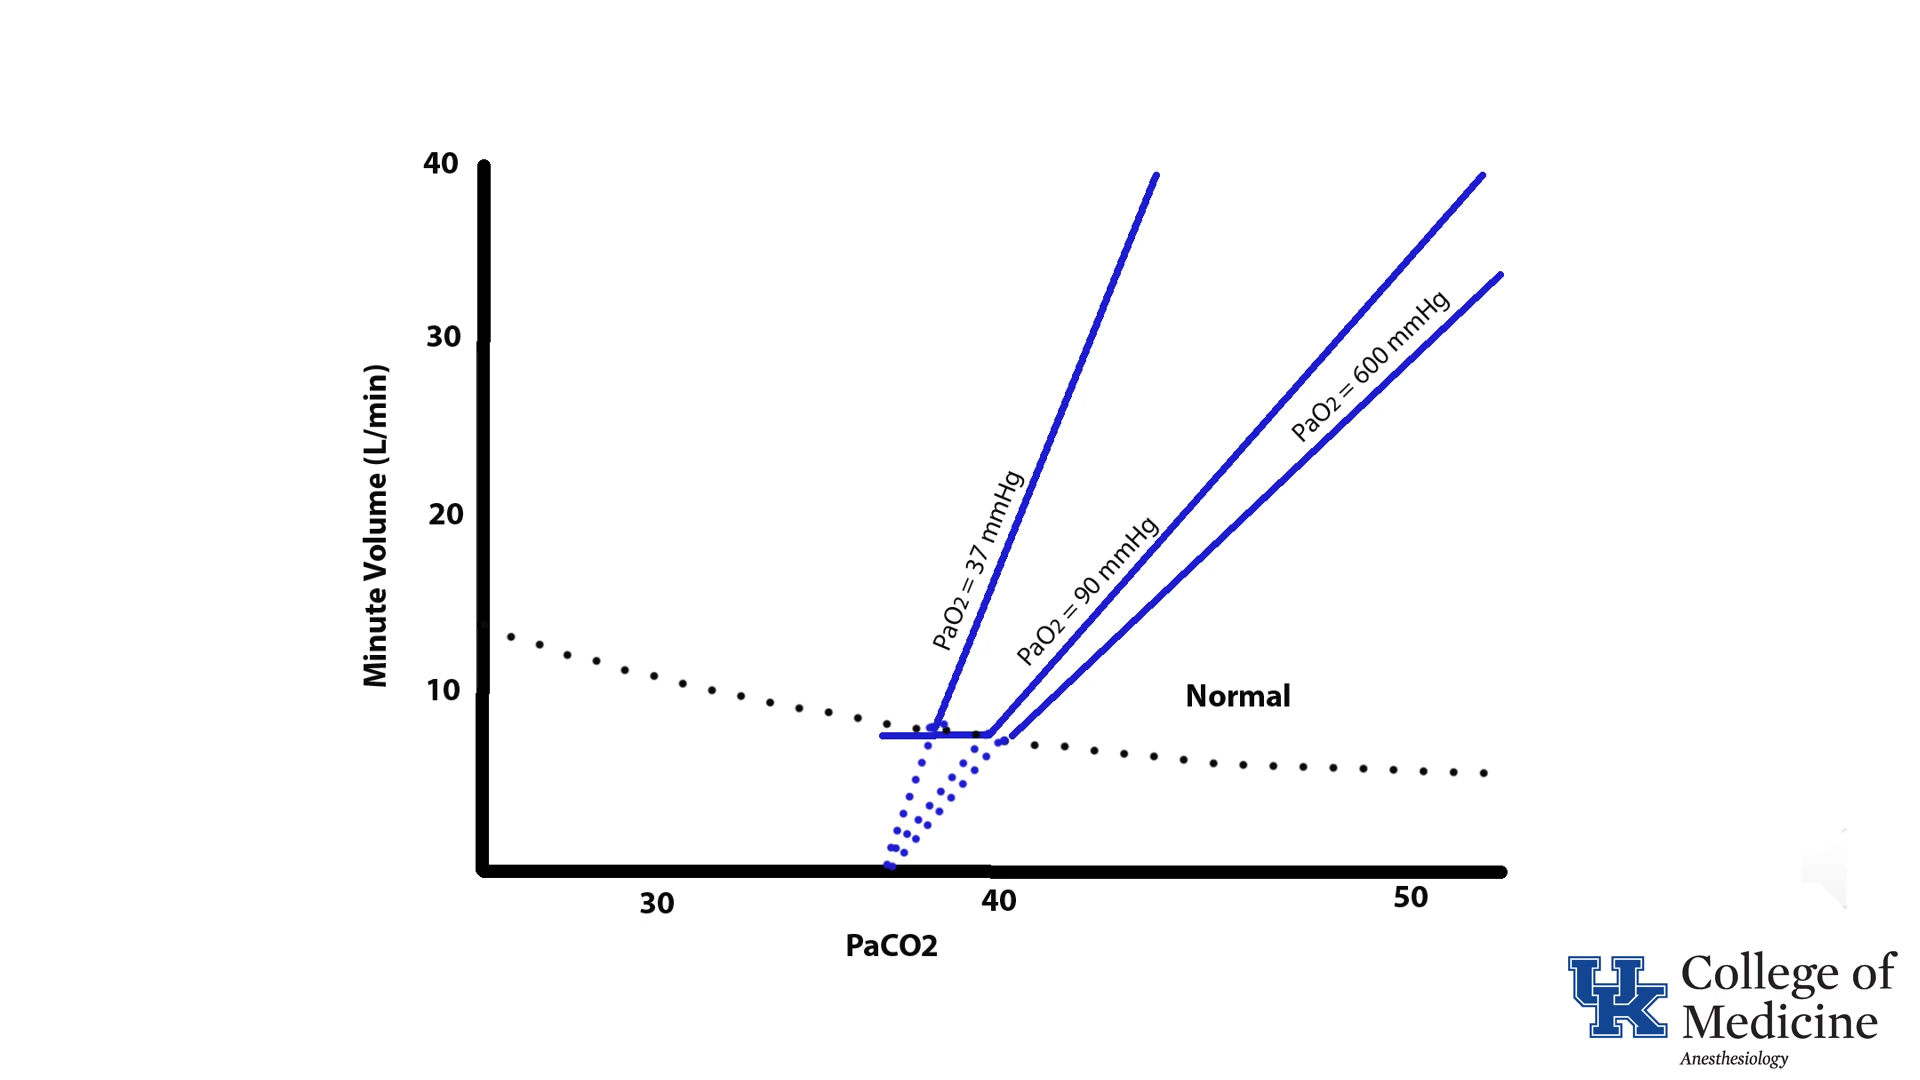 40
30
20
10
Minute Volume (L/min)
PaO2 = 37 mmHg
PaO2 = 90 mmHg
PaO2 = 600 mmHg
Normal
30
40
50
PaCO2
UK
College of
Medicine
Anesthesiology